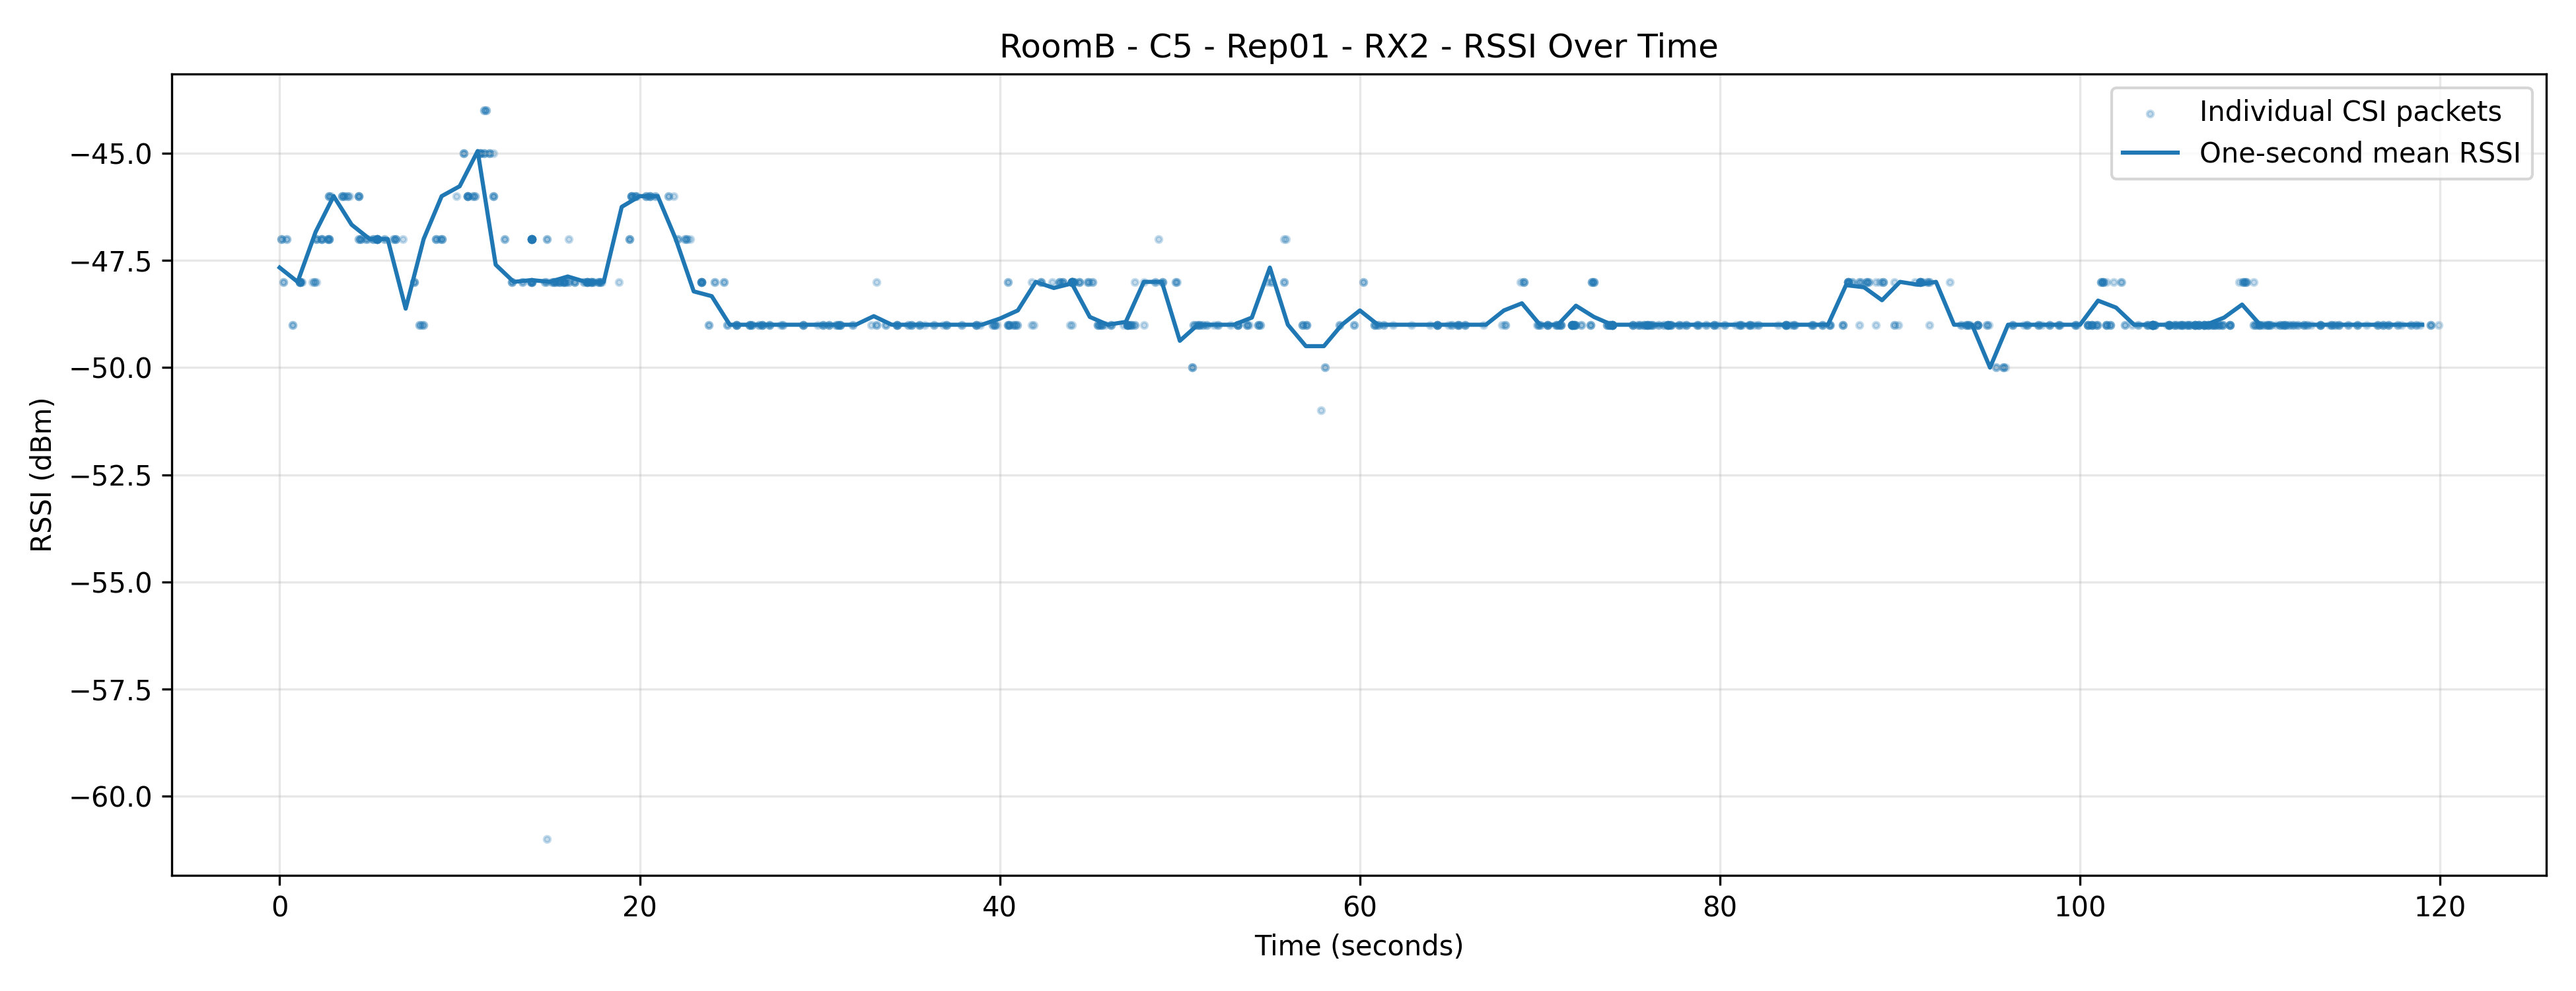 RoomB - C5 - Rep01 - RX2 - RSSI Over Time
Individual CSI packets
One-second mean RSSI
RSSI (dBm)
−45.0
−47.5
−50.0
−52.5
−55.0
−57.5
−60.0
0 20 40 60 80 100 120
Time (seconds)